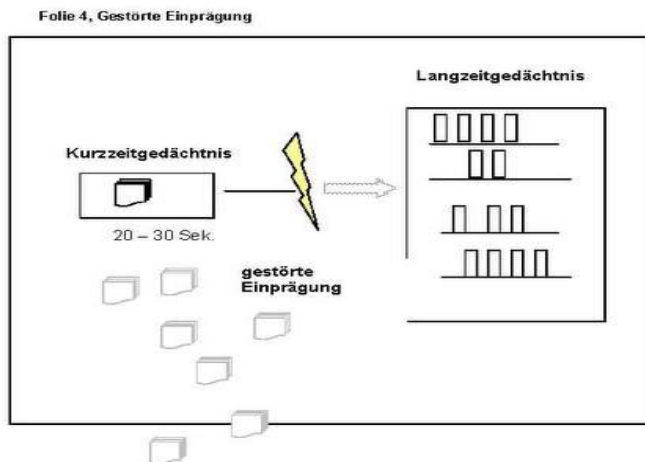 Folie 4, Gestörte Einprägung
Langzeitgedächtnis
Kurzzeitgedächtnis
20 – 30 Sek.
gestörte
Einprägung